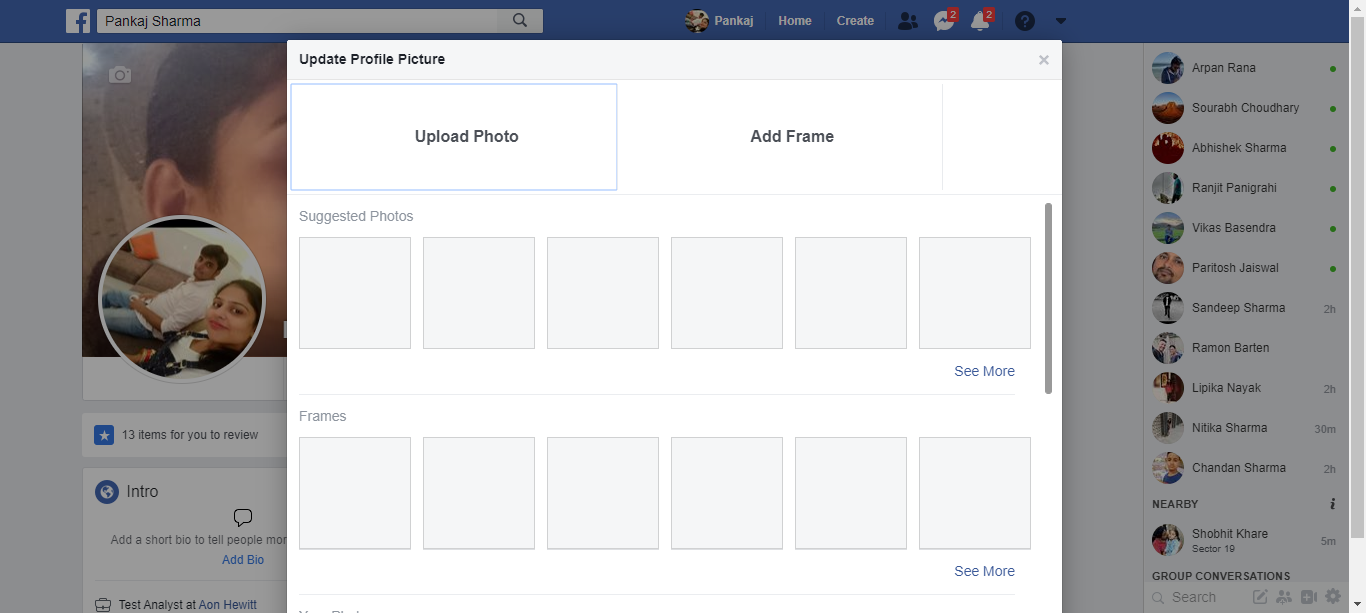 f Pankaj Sharma Pankaj Home Create 2 2 ?
Update Profile Picture ×
Upload Photo Add Frame
Suggested Photos
See More
Frames
See More
13 items for you to review
Intro
Add a short bio to tell people mor
Add Bio
Test Analyst at Aon Hewitt
Arpan Rana
Sourabh Choudhary
Abhishek Sharma
Ranjit Panigrahi
Vikas Basendra
Paritosh Jaiswal
Sandeep Sharma 2h
Ramon Barten
Lipika Nayak 2h
Nitika Sharma 30m
Chandan Sharma 2h
NEARBY i
Shobhit Khare 5m
Sector 19
GROUP CONVERSATIONS
Search